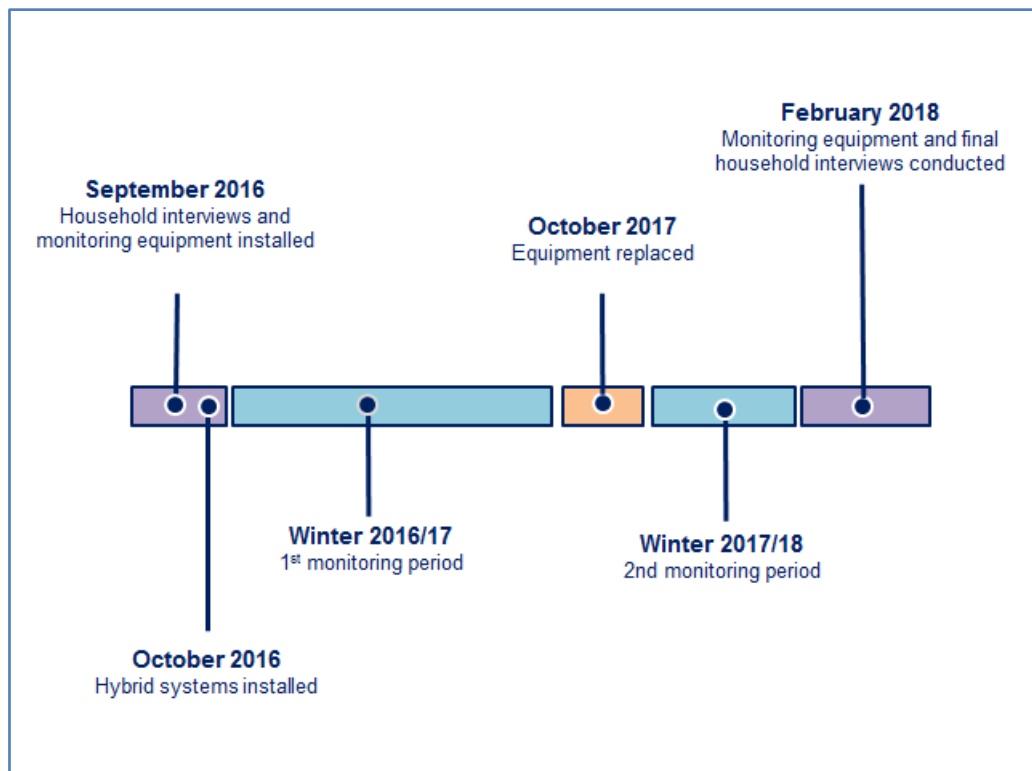 September 2016
Household interviews and
monitoring equipment installed
October 2016
Hybrid systems installed
Winter 2016/17
1st monitoring period
October 2017
Equipment replaced
Winter 2017/18
2nd monitoring period
February 2018
Monitoring equipment and final
household interviews conducted